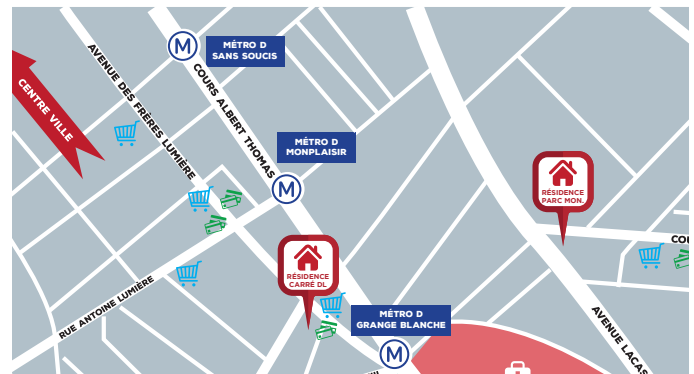 MÉTRO D
SANS SOUCIS
AVENUE DES FRÈRES LUMIÈRE
COURS ALBERT THOMAS
CENTRE VILLE
MÉTRO D
MONPLAISIR
RÉSIDENCE
PARC MON.
COU
RÉSIDENCE
CARRÉ DL
RUE ANTOINE LUMIÈRE
MÉTRO D
GRANGE BLANCHE
AVENUE LACAS
M
M
M